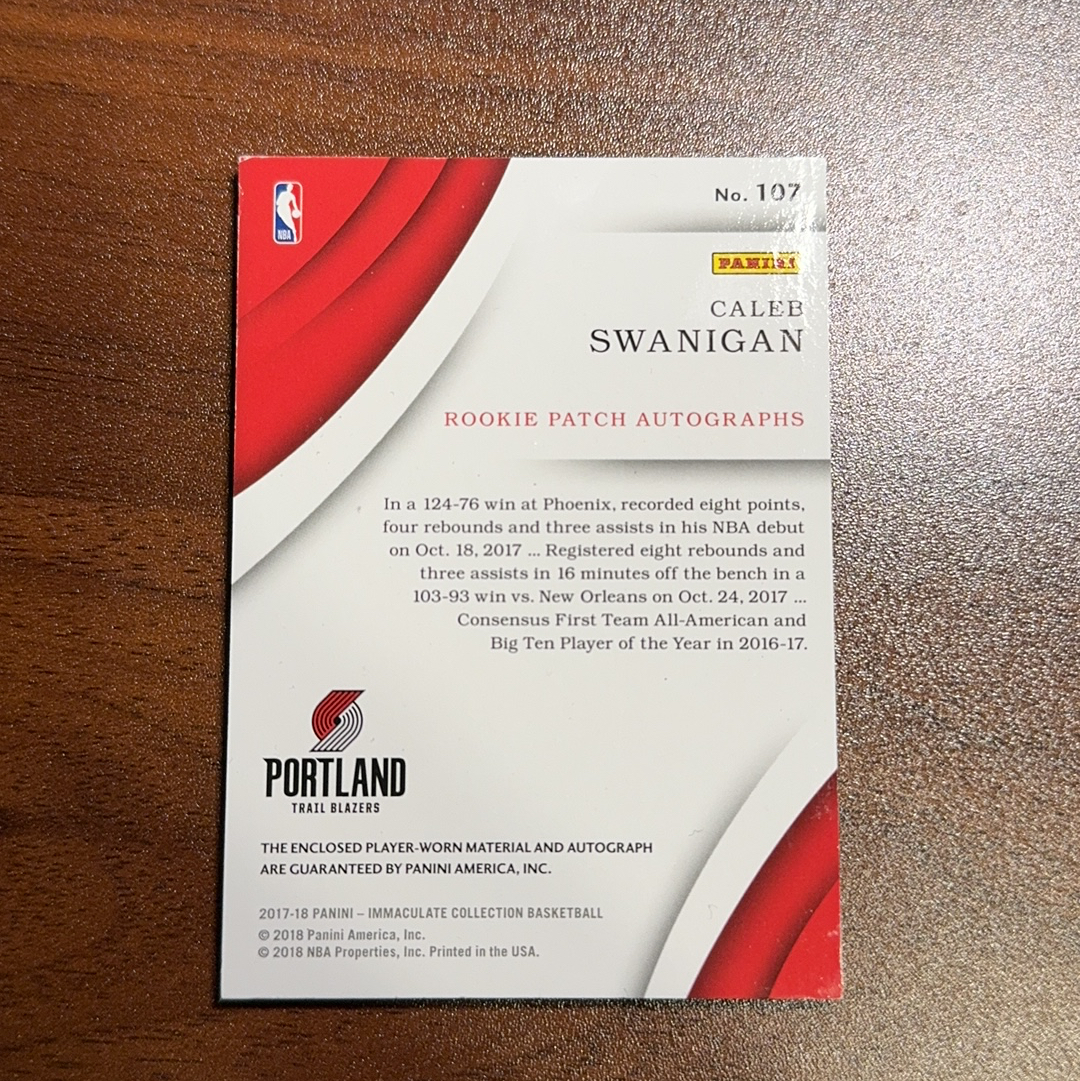 NBA
No. 107
PANINI
CALEB
SWANIGAN
ROOKIE PATCH AUTOGRAPHS
In a 124-76 win at Phoenix, recorded eight points,
four rebounds and three assists in his NBA debut
on Oct. 18, 2017 ... Registered eight rebounds and
three assists in 16 minutes off the bench in a
103-93 win vs. New Orleans on Oct. 24, 2017 ...
Consensus First Team All-American and
Big Ten Player of the Year in 2016-17.
PORTLAND
TRAIL BLAZERS
THE ENCLOSED PLAYER-WORN MATERIAL AND AUTOGRAPH
ARE GUARANTEED BY PANINI AMERICA, INC.
2017-18 PANINI – IMMACULATE COLLECTION BASKETBALL
© 2018 Panini America, Inc.
© 2018 NBA Properties, Inc. Printed in the USA.